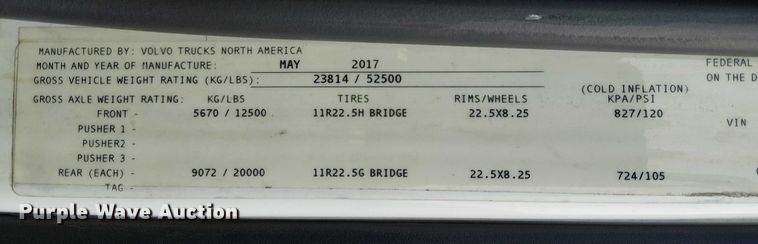 MANUFACTURED BY: VOLVO TRUCKS NORTH AMERICA
MONTH AND YEAR OF MANUFACTURE: MAY 2017
GROSS VEHICLE WEIGHT RATING (KG/LBS): 23814 / 52500
GROSS AXLE WEIGHT RATING: KG/LBS TIRES RIMS/WHEELS (COLD INFLATION) KPA/PSI
FRONT - 5670 / 12500 11R22.5H BRIDGE 22.5X8.25 827/120
PUSHER 1 -
PUSHER2 -
PUSHER 3 -
REAR (EACH) - 9072 / 20000 11R22.5G BRIDGE 22.5X8.25 724/105
TAG -
FEDERAL
ON THE D
VIN
Purple Wave Auction